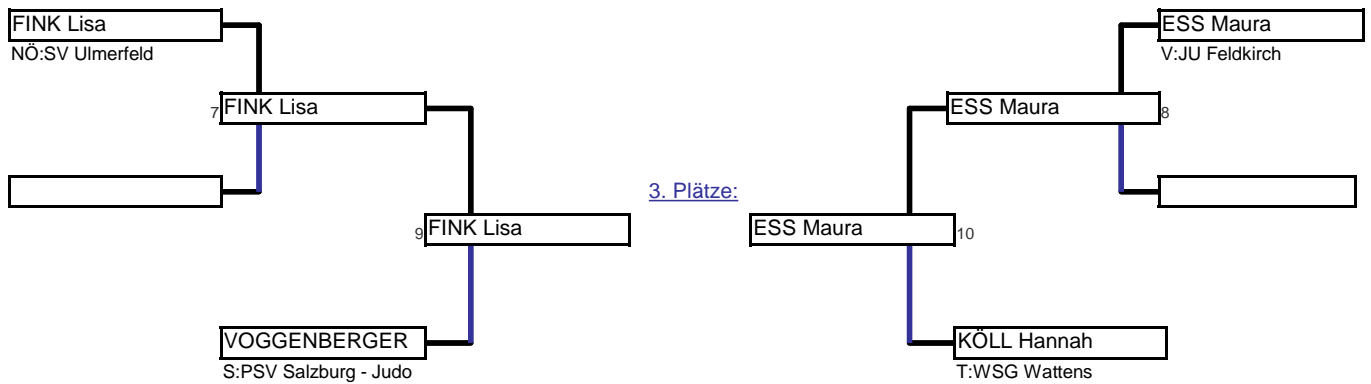 FINK Lisa
NÖ:SV Ulmerfeld
7 FINK Lisa
9 FINK Lisa
VOGGENBERGER
S:PSV Salzburg - Judo
3. Plätze:
ESS Maura
V:JU Feldkirch
ESS Maura 8
ESS Maura 10
KÖLL Hannah
T:WSG Wattens